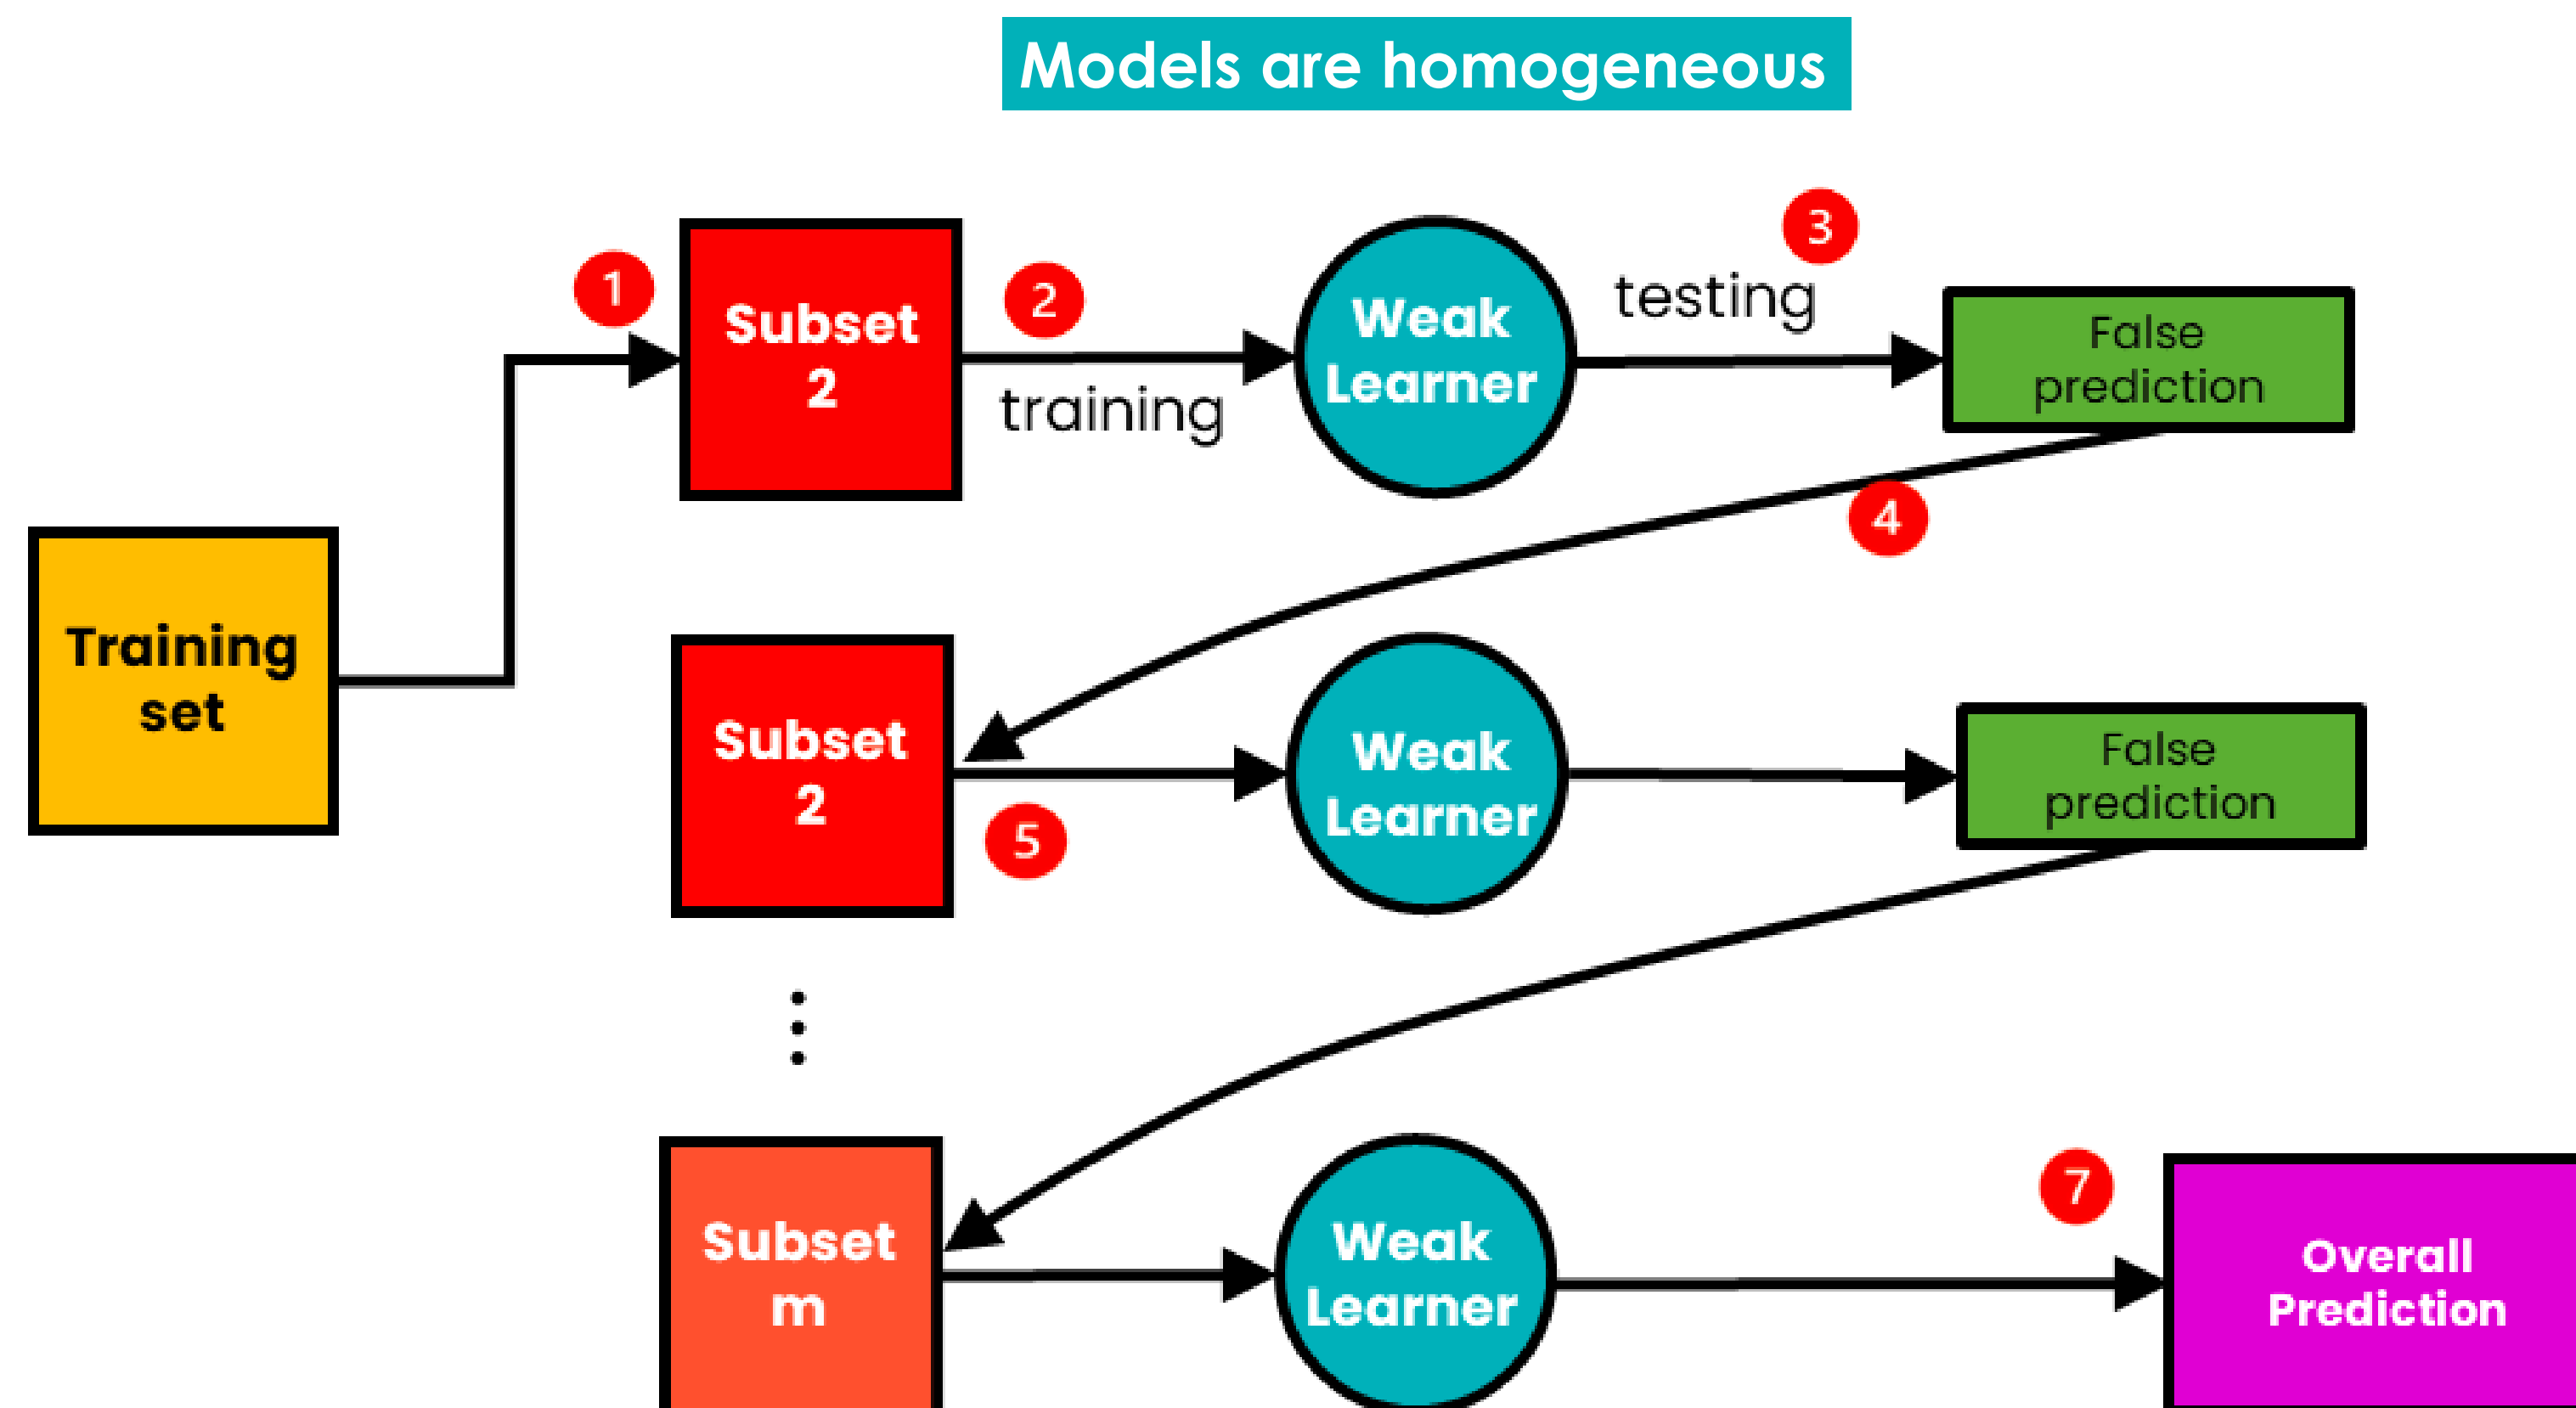 Models are homogeneous
3
1
Subset
2
2
training
Weak
Learner
testing
False
prediction
4
Training
set
Subset
2
5
Weak
Learner
False
prediction
Subset
m
Weak
Learner
7
Overall
Prediction